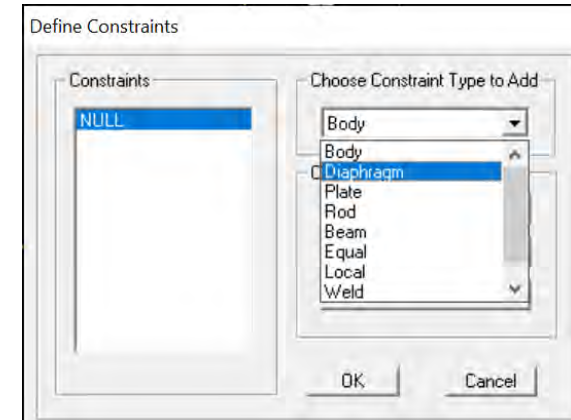 Define Constraints
Constraints
NULL
Choose Constraint Type to Add
Body
Body
Diaphragm
Plate
Rod
Beam
Equal
Local
Weld
OK
Cancel